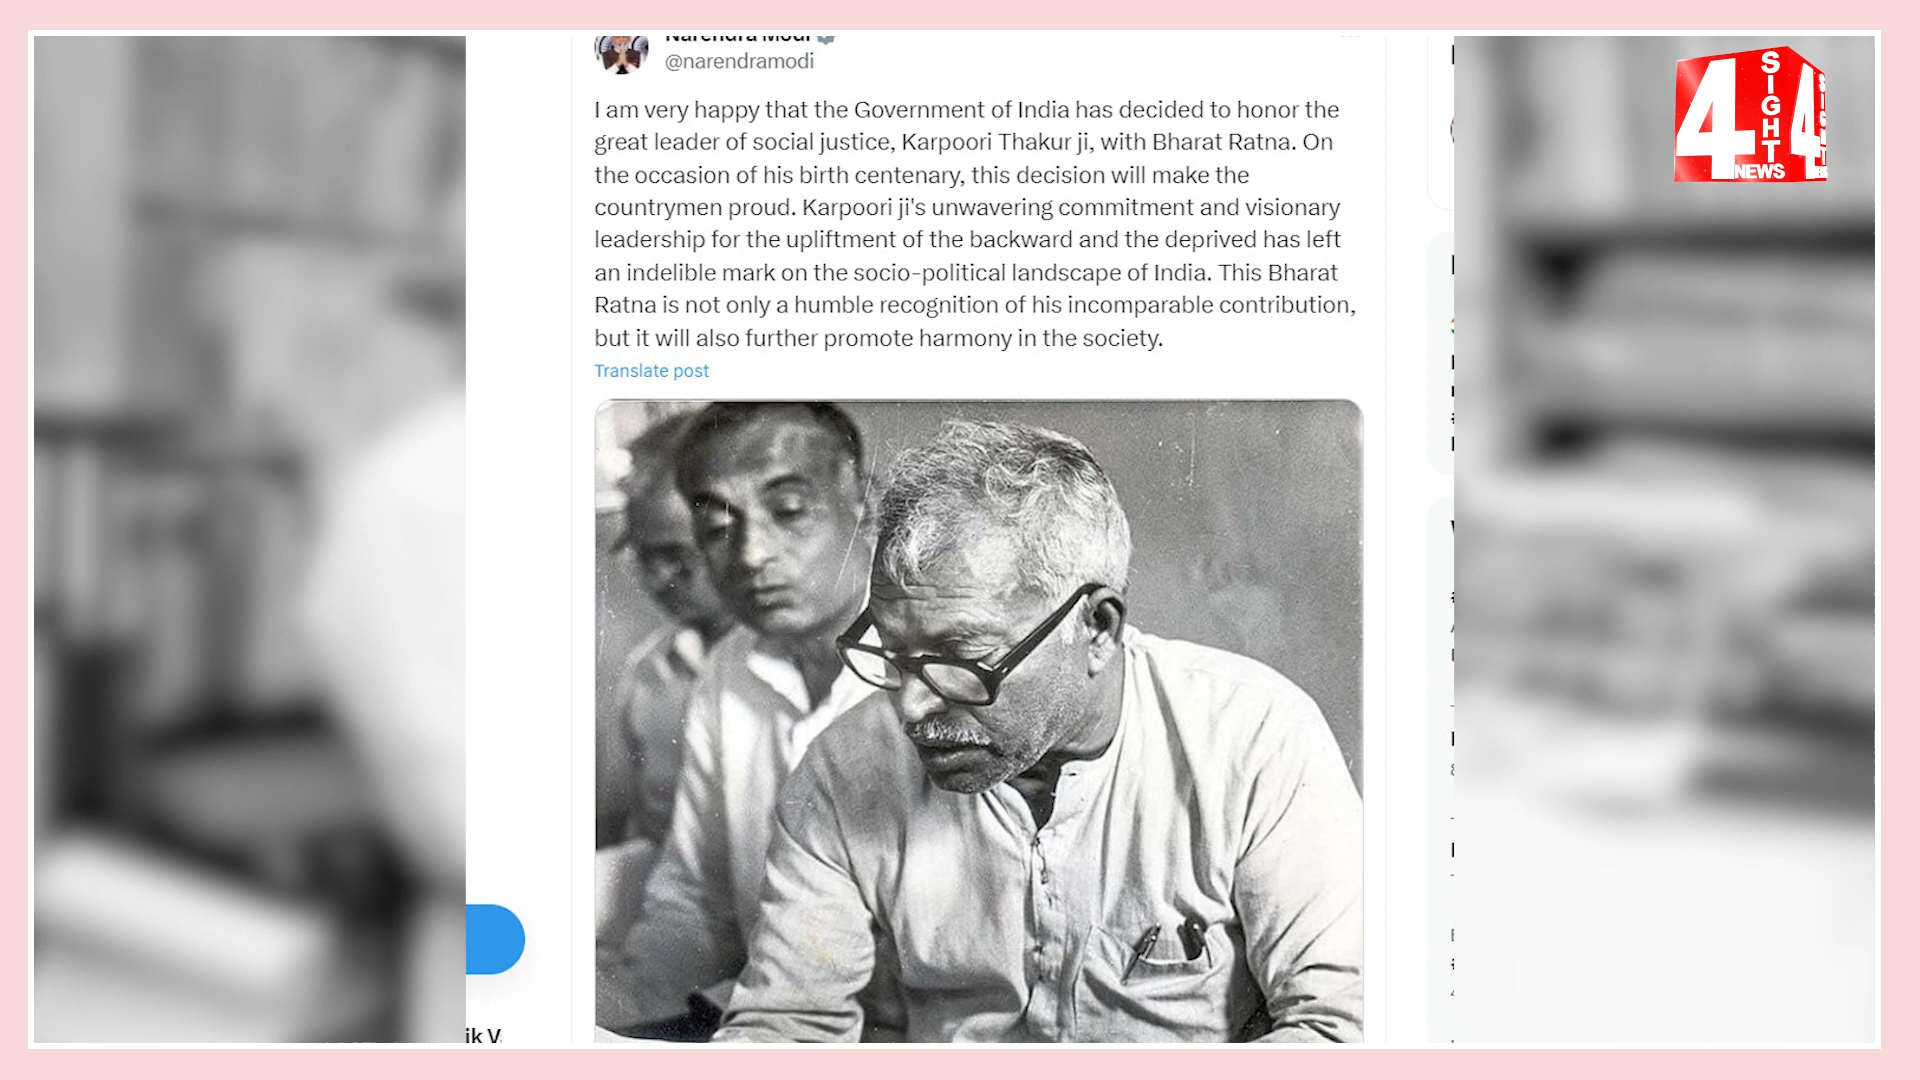 Narendra Modi
@narendramodi
I am very happy that the Government of India has decided to honor the
great leader of social justice, Karpoori Thakur ji, with Bharat Ratna. On
the occasion of his birth centenary, this decision will make the
countrymen proud. Karpoori ji's unwavering commitment and visionary
leadership for the upliftment of the backward and the deprived has left
an indelible mark on the socio-political landscape of India. This Bharat
Ratna is not only a humble recognition of his incomparable contribution,
but it will also further promote harmony in the society.
Translate post
4
SIGHT
NEWS
4
SIGHT